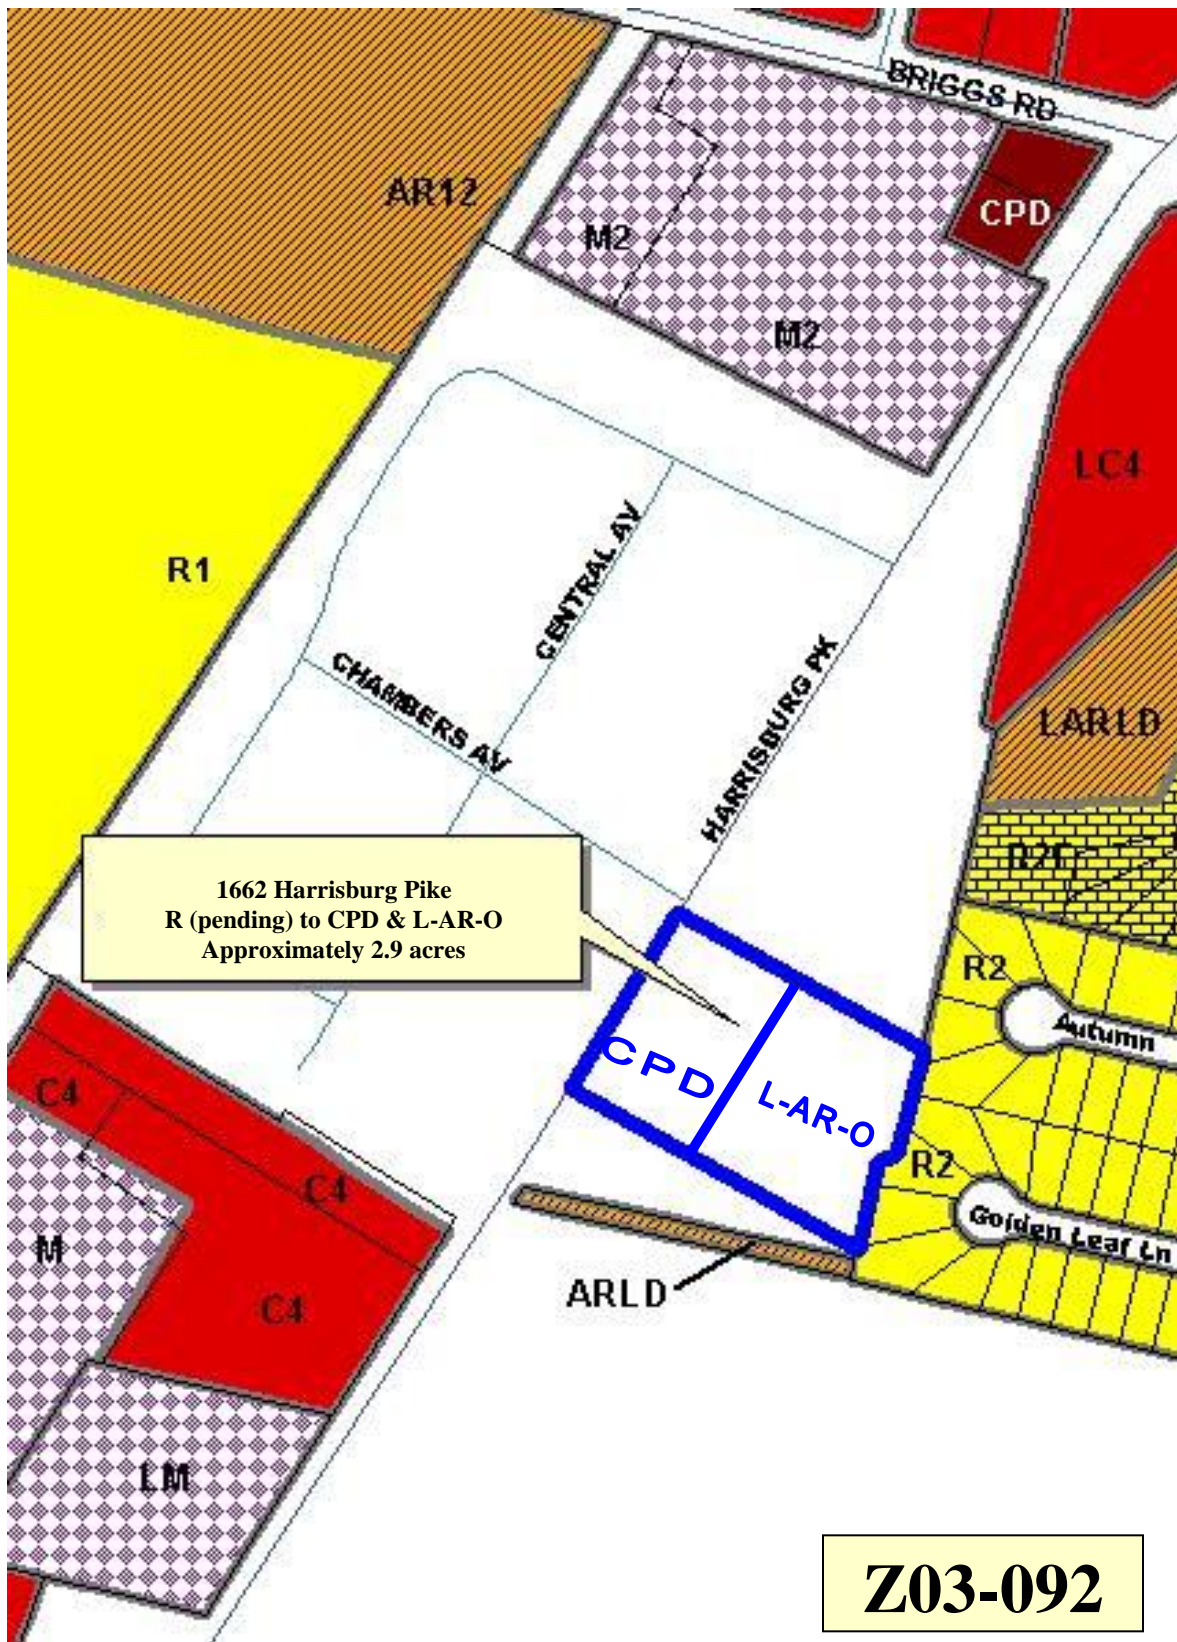 BRIGGS RD
AR12
CPD
M2
M2
LC4
R1
CENTRAL AV
CHAMBERS AV
HARRISBURG PK
LARLD
1662 Harrisburg Pike
R (pending) to CPD & L-AR-O
Approximately 2.9 acres
R2
Autumn
CPD
L-AR-O
C4
R2
C4
Golden Leaf Ln
M
ARLD
C4
LM
Z03-092